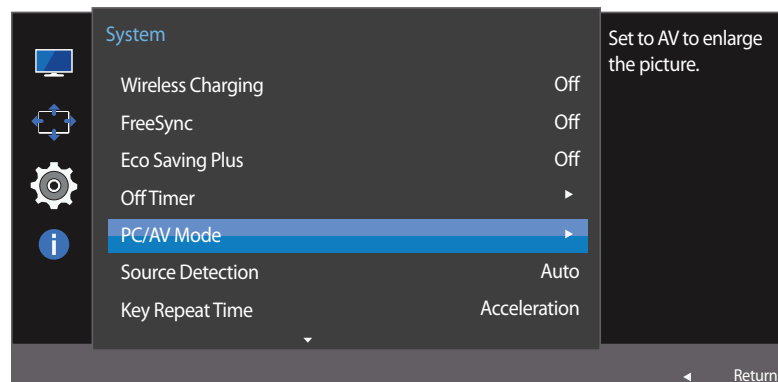 System
Wireless Charging Off
FreeSync Off
Eco Saving Plus Off
Off Timer
PC/AV Mode
Source Detection Auto
Key Repeat Time Acceleration
Set to AV to enlarge
the picture.
Return